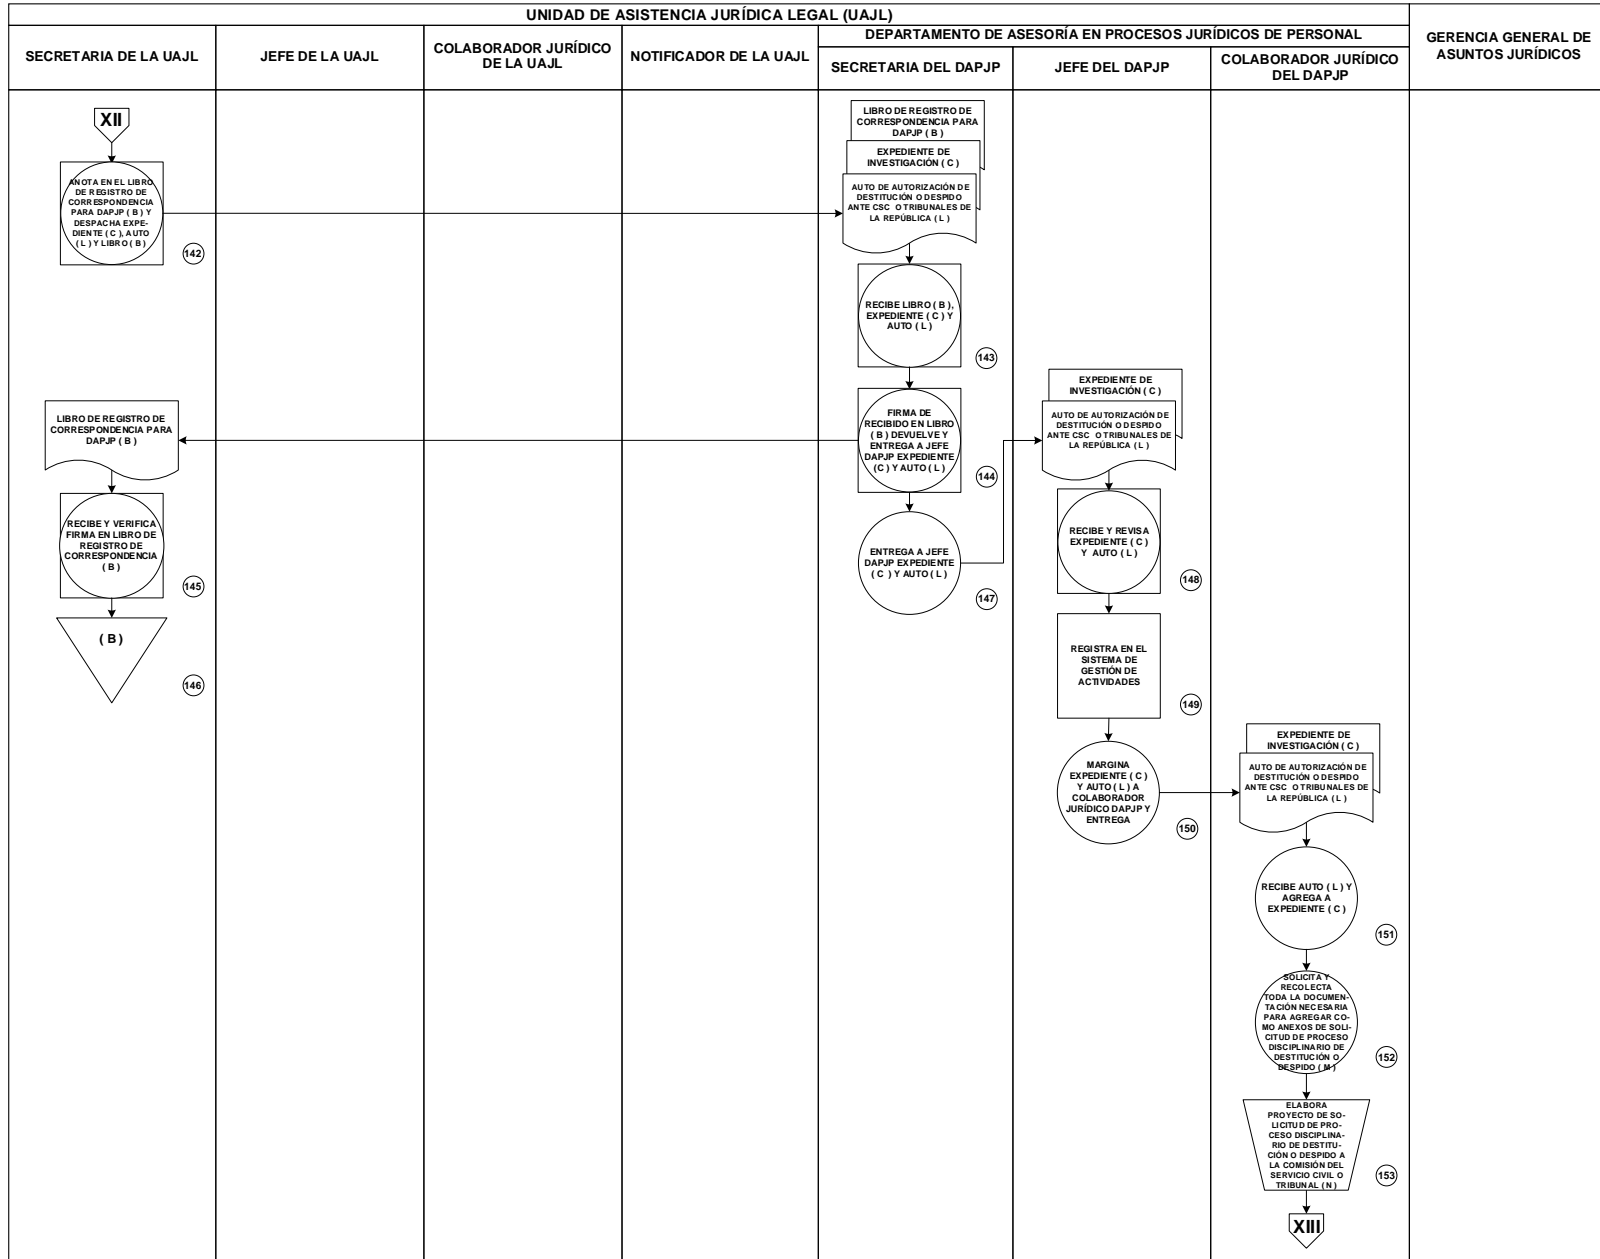 UNIDAD DE ASISTENCIA JURÍDICA LEGAL (UAJL)
GERENCIA GENERAL DE
ASUNTOS JURÍDICOS
SECRETARIA DE LA UAJL
JEFE DE LA UAJL
COLABORADOR JURÍDICO
DE LA UAJL
NOTIFICADOR DE LA UAJL
DEPARTAMENTO DE ASESORÍA EN PROCESOS JURÍDICOS DE PERSONAL
SECRETARIA DEL DAPJP
JEFE DEL DAPJP
COLABORADOR JURÍDICO
DEL DAPJP
XII
ANOTA EN EL LIBRO
DE REGISTRO DE
CORRESPONDENCIA
PARA DAPJP ( B ) Y
DESPACHA EXPE-
DIENTE ( C ), AUTO
( L ) Y LIBRO ( B )
142
LIBRO DE REGISTRO DE
CORRESPONDENCIA PARA
DAPJP ( B )
EXPEDIENTE DE
INVESTIGACIÓN ( C )
AUTO DE AUTORIZACIÓN DE
DESTITUCIÓN O DESPIDO
ANTE CSC O TRIBUNALES DE
LA REPÚBLICA ( L )
RECIBE LIBRO ( B ),
EXPEDIENTE ( C ) Y
AUTO ( L )
143
FIRMA DE
RECIBIDO EN LIBRO
( B ) DEVUELVE Y
ENTREGA A JEFE
DAPJP EXPEDIENTE
(C ) Y AUTO ( L )
144
LIBRO DE REGISTRO DE
CORRESPONDENCIA PARA
DAPJP ( B )
RECIBE Y VERIFICA
FIRMA EN LIBRO DE
REGISTRO DE
CORRESPONDENCIA
( B )
145
( B )
146
ENTREGA A JEFE
DAPJP EXPEDIENTE
( C ) Y AUTO ( L )
147
EXPEDIENTE DE
INVESTIGACIÓN ( C )
AUTO DE AUTORIZACIÓN DE
DESTITUCIÓN O DESPIDO
ANTE CSC O TRIBUNALES DE
LA REPÚBLICA ( L )
RECIBE Y REVISA
EXPEDIENTE ( C )
Y AUTO ( L )
148
REGISTRA EN EL
SISTEMA DE
GESTIÓN DE
ACTIVIDADES
149
MARGINA
EXPEDIENTE ( C )
Y AUTO ( L ) A
COLABORADOR
JURÍDICO DAPJP Y
ENTREGA
150
EXPEDIENTE DE
INVESTIGACIÓN ( C )
AUTO DE AUTORIZACIÓN DE
DESTITUCIÓN O DESPIDO
ANTE CSC O TRIBUNALES DE
LA REPÚBLICA ( L )
RECIBE AUTO ( L ) Y
AGREGA A
EXPEDIENTE ( C )
151
SOLICITA Y
RECOLECTA
TODA LA DOCUMEN-
TACIÓN NECESARIA
PARA AGREGAR CO-
MO ANEXOS DE SOLI-
CITUD DE PROCESO
DISCIPLINARIO DE
DESTITUCIÓN O
DESPIDO ( M )
152
ELABORA
PROYECTO DE SO-
LICITUD DE PRO-
CESO DISCIPLINA-
RIO DE DESTITU-
CIÓN O DESPIDO A
LA COMISIÓN DEL
SERVICIO CIVIL O
TRIBUNAL ( N )
153
XIII